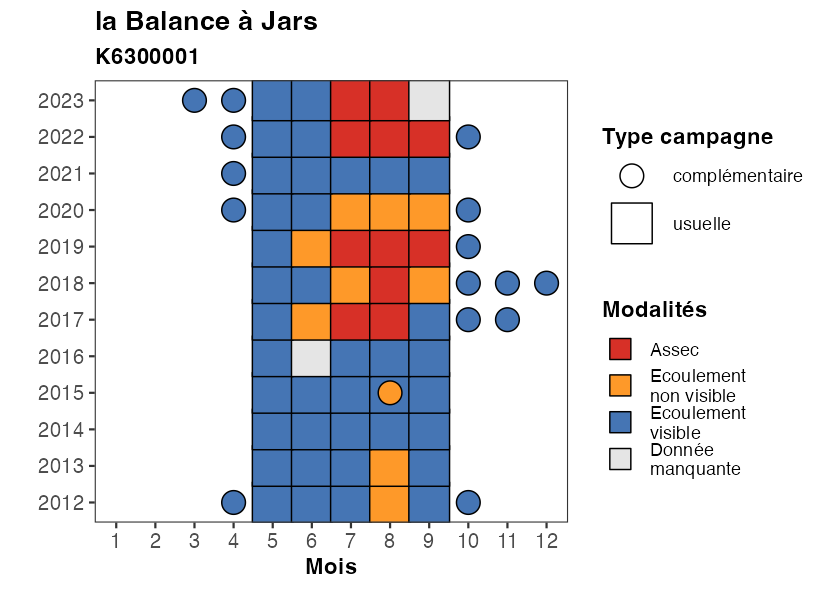 la Balance à Jars
K6300001
2023
2022
2021
2020
2019
2018
2017
2016
2015
2014
2013
2012
1 2 3 4 5 6 7 8 9 10 11 12
Mois
Type campagne
complémentaire
usuelle
Modalités
Assec
Ecoulement
non visible
Ecoulement
visible
Donnée
manquante